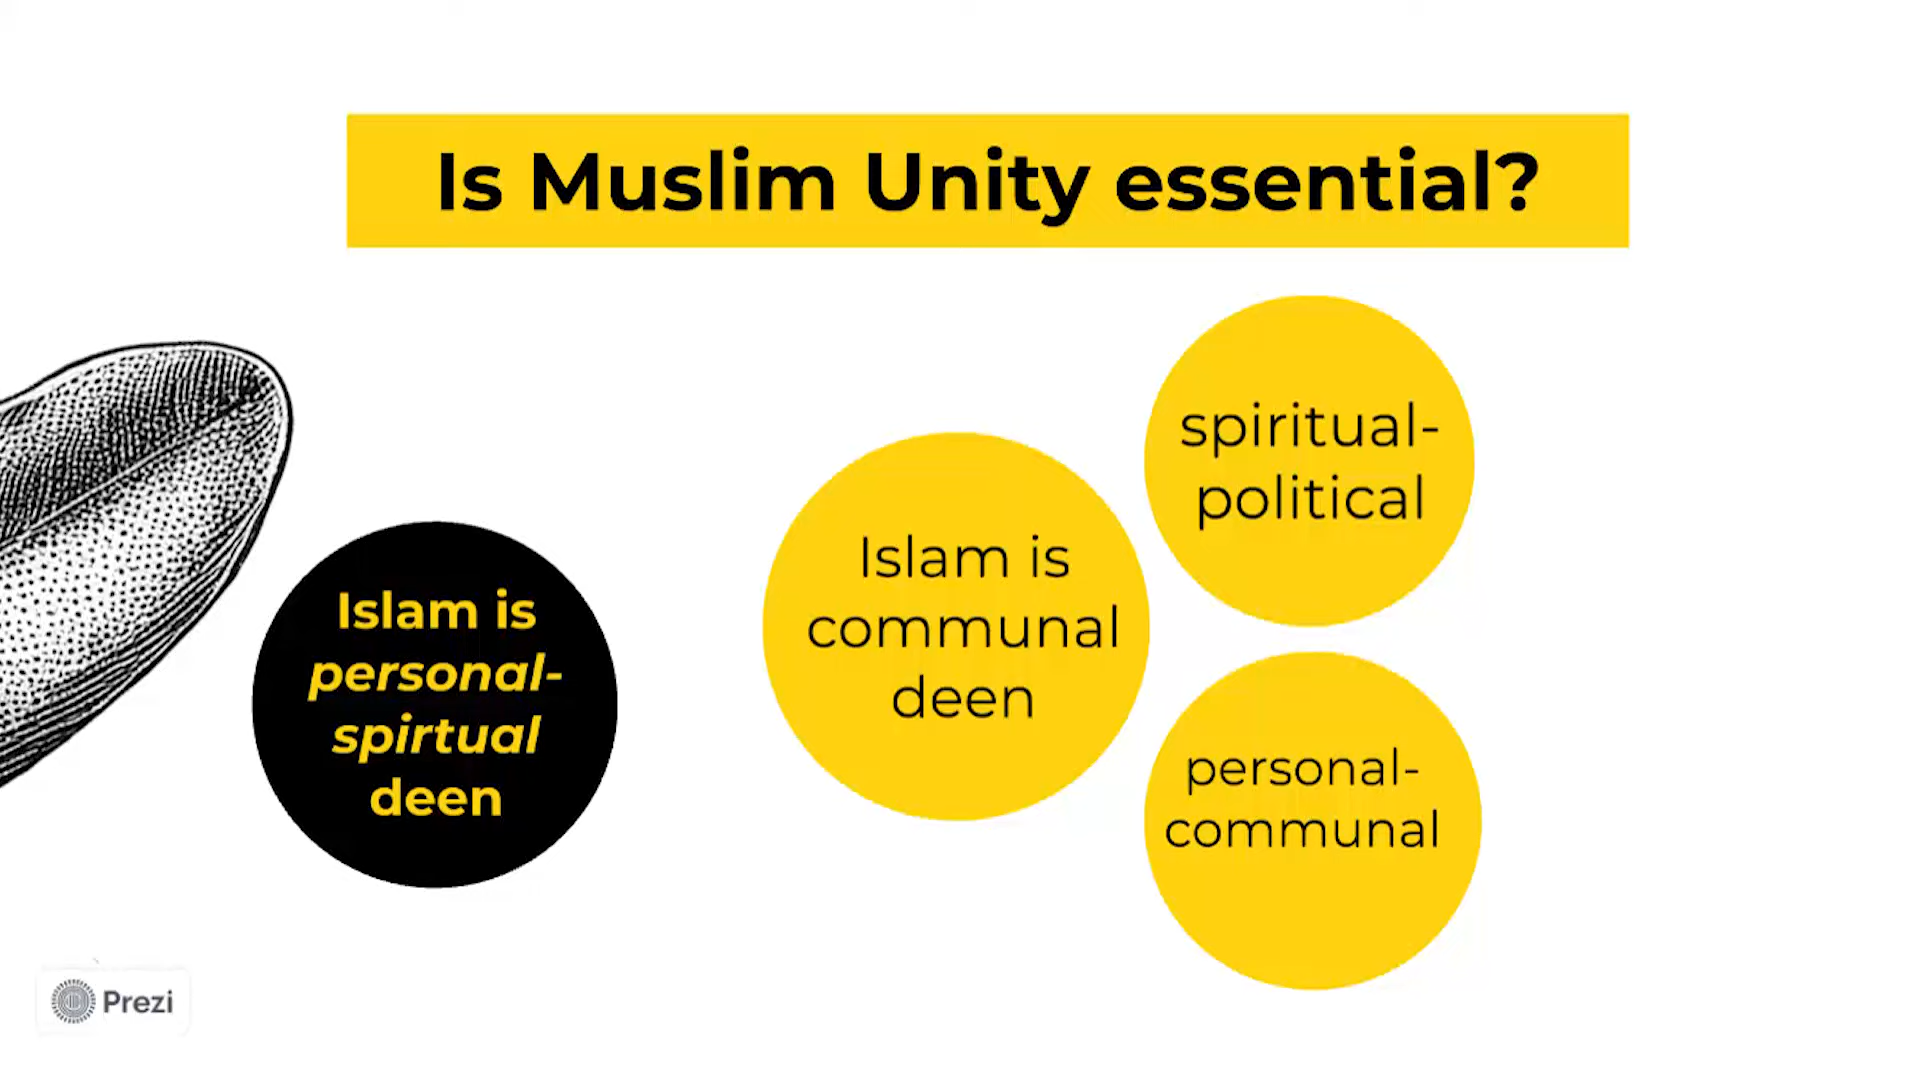 Is Muslim Unity essential?
Islam is
personal-
spirtual
deen
Islam is
communal
deen
spiritual-
political
personal-
communal
Prezi